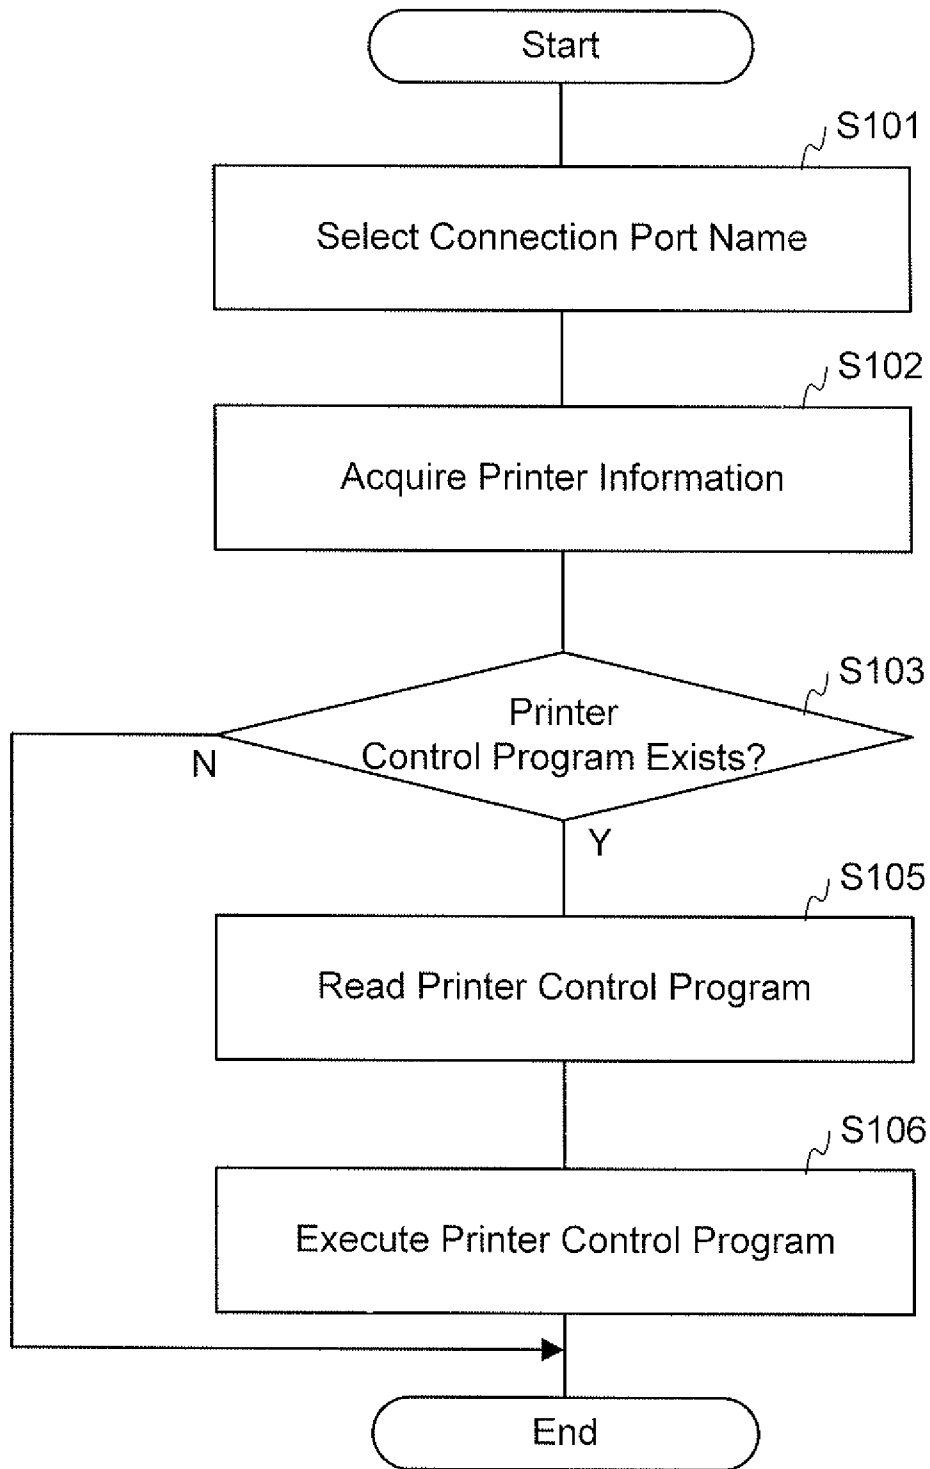 Start
S101
Select Connection Port Name
S102
Acquire Printer Information
S103
Printer
Control Program Exists?
N
Y
S105
Read Printer Control Program
S106
Execute Printer Control Program
End